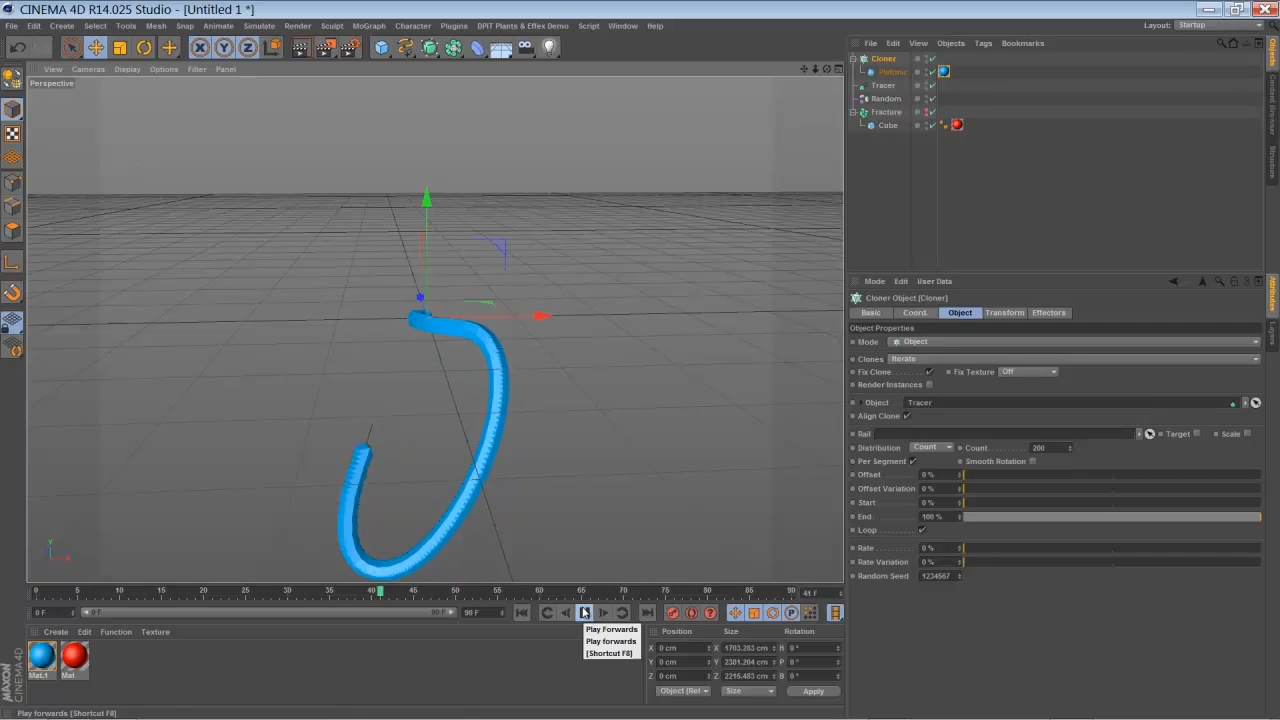 CINEMA 4D R14.025 Studio - [Untitled 1 *]
File Edit Create Select Tools Mesh Snap Animate Simulate Render Plugins MoGraph Character Plugins DPIT Plants & Effex Demo Script Window Help
Layout: Startup
View Cameras Display Options Filter Panel
Perspective
File Edit View Objects Tags Bookmarks
Cloner
Platonic
Tracer
Random
Fracture
Cube
Objects
Content Browser
Structure
Mode Edit User Data
Cloner Object [Cloner]
Basic Coord. Object Transform Effectors
Object Properties
Mode Object
Clones Iterate
Fix Clone Fix Texture Off
Render Instances
Object Tracer
Align Clone
Rail Target Scale
Distribution Count Count 200
Per Segment Smooth Rotation
Offset 0 %
Offset Variation 0 %
Start 0 %
End 100 %
Loop
Rate 0 %
Rate Variation 0 %
Random Seed 1234567
Attributes
Layers
Y
0 5 10 15 20 25 30 35 40 45 50 55 60 65 70 75 80 85 90 41 F
0 F 0 F 90 F 90 F
Play Forwards
Play forwards
[Shortcut F8]
Create Edit Function Texture
Mat.1 Mat
Position Size Rotation
X 0 cm X 1703.283 cm H 0 °
Y 0 cm Y 2381.204 cm P 0 °
Z 0 cm Z 2215.483 cm B 0 °
Object (Rel Size Apply
MAXON CINEMA 4D
Play forwards [Shortcut F8]